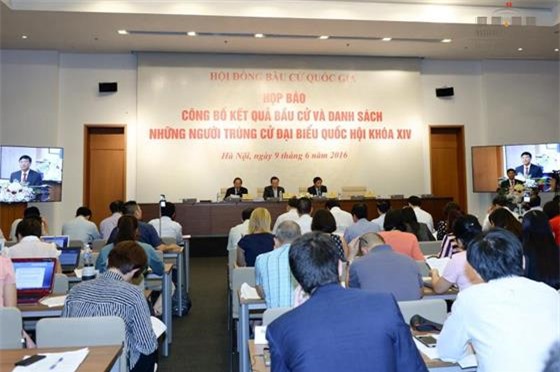 HỘI ĐỒNG BẦU CỬ QUỐC GIA
HỌP BÁO
CÔNG BỐ KẾT QUẢ BẦU CỬ VÀ DANH SÁCH
NHỮNG NGƯỜI TRÚNG CỬ ĐẠI BIỂU QUỐC HỘI KHÓA XIV
Hà Nội, ngày 9 tháng 6 năm 2016